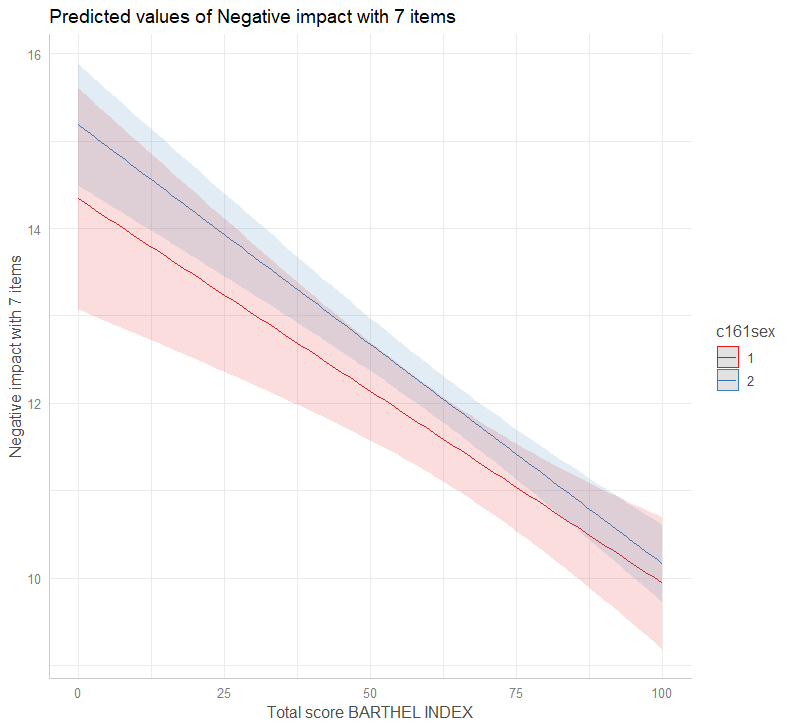 Predicted values of Negative impact with 7 items
16
14
12
10
Negative impact with 7 items
0 25 50 75 100
Total score BARTHEL INDEX
c161sex
1
2